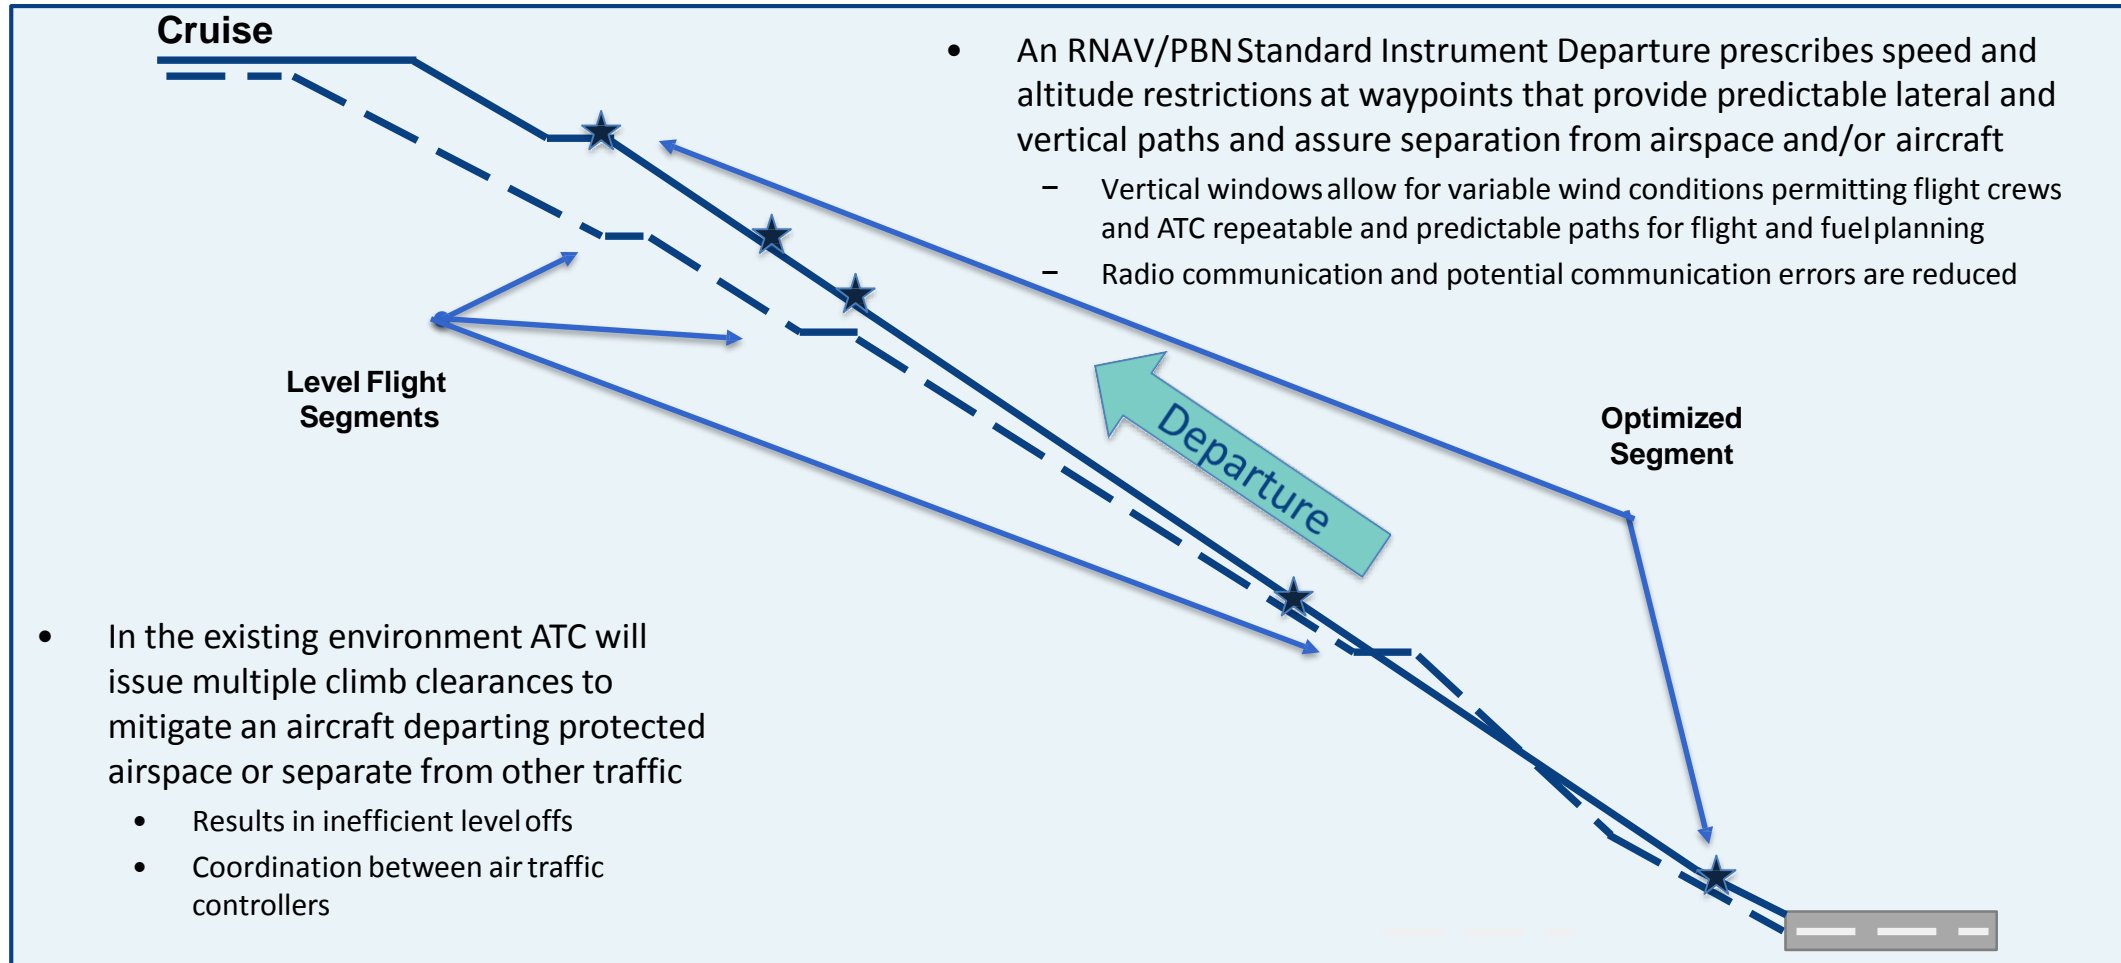 Cruise
• An RNAV/PBN Standard Instrument Departure prescribes speed and
altitude restrictions at waypoints that provide predictable lateral and
vertical paths and assure separation from airspace and/or aircraft
– Vertical windows allow for variable wind conditions permitting flight crews
and ATC repeatable and predictable paths for flight and fuel planning
– Radio communication and potential communication errors are reduced
Level Flight
Segments
Departure
Optimized
Segment
• In the existing environment ATC will
issue multiple climb clearances to
mitigate an aircraft departing protected
airspace or separate from other traffic
• Results in inefficient level offs
• Coordination between air traffic
controllers